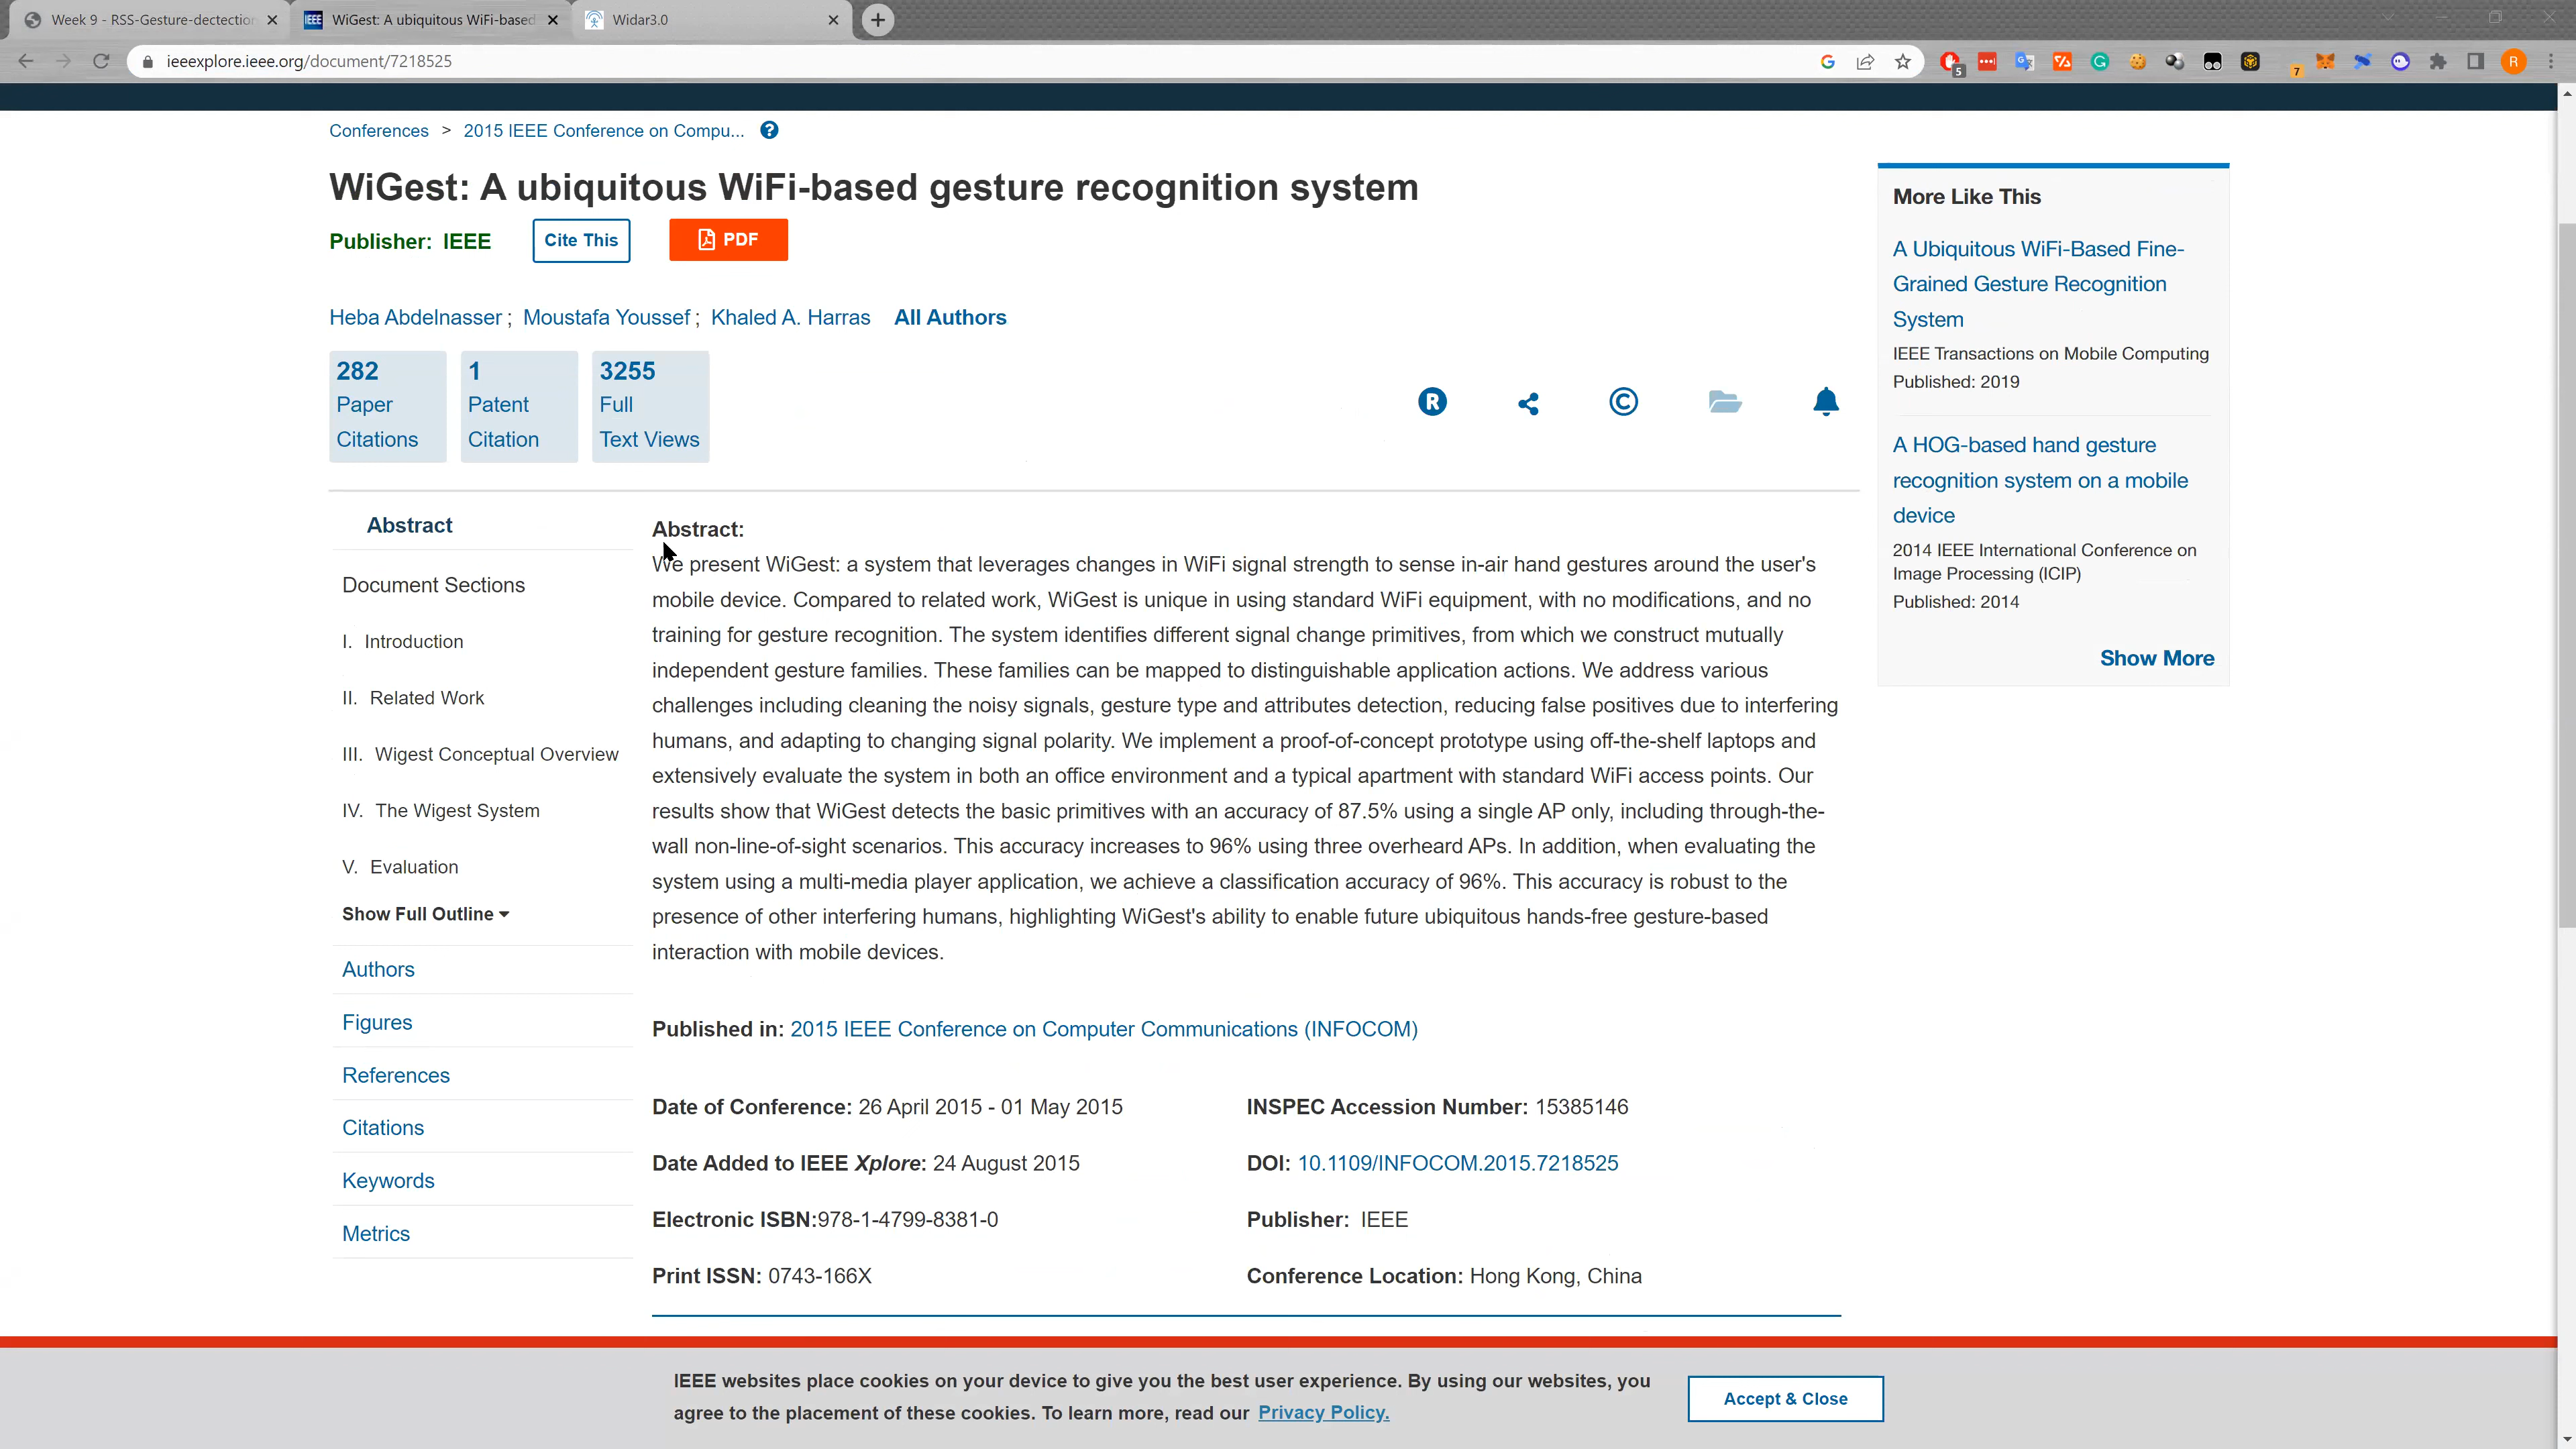 Week 9 - RSS-Gesture-dectection
WiGest: A ubiquitous WiFi-based
Widar3.0
ieeexplore.ieee.org/document/7218525
5
7
R
Conferences > 2015 IEEE Conference on Compu... ?
WiGest: A ubiquitous WiFi-based gesture recognition system
Publisher: IEEE
Cite This
PDF
Heba Abdelnasser ; Moustafa Youssef ; Khaled A. Harras All Authors
282
Paper
Citations
1
Patent
Citation
3255
Full
Text Views
R
©
Abstract
Document Sections
I. Introduction
II. Related Work
III. Wigest Conceptual Overview
IV. The Wigest System
V. Evaluation
Show Full Outline
Authors
Figures
References
Citations
Keywords
Metrics
Abstract:
We present WiGest: a system that leverages changes in WiFi signal strength to sense in-air hand gestures around the user's
mobile device. Compared to related work, WiGest is unique in using standard WiFi equipment, with no modifications, and no
training for gesture recognition. The system identifies different signal change primitives, from which we construct mutually
independent gesture families. These families can be mapped to distinguishable application actions. We address various
challenges including cleaning the noisy signals, gesture type and attributes detection, reducing false positives due to interfering
humans, and adapting to changing signal polarity. We implement a proof-of-concept prototype using off-the-shelf laptops and
extensively evaluate the system in both an office environment and a typical apartment with standard WiFi access points. Our
results show that WiGest detects the basic primitives with an accuracy of 87.5% using a single AP only, including through-the-
wall non-line-of-sight scenarios. This accuracy increases to 96% using three overheard APs. In addition, when evaluating the
system using a multi-media player application, we achieve a classification accuracy of 96%. This accuracy is robust to the
presence of other interfering humans, highlighting WiGest's ability to enable future ubiquitous hands-free gesture-based
interaction with mobile devices.
Published in: 2015 IEEE Conference on Computer Communications (INFOCOM)
Date of Conference: 26 April 2015 - 01 May 2015
INSPEC Accession Number: 15385146
Date Added to IEEE Xplore: 24 August 2015
DOI: 10.1109/INFOCOM.2015.7218525
Electronic ISBN:978-1-4799-8381-0
Publisher: IEEE
Print ISSN: 0743-166X
Conference Location: Hong Kong, China
More Like This
A Ubiquitous WiFi-Based Fine-
Grained Gesture Recognition
System
IEEE Transactions on Mobile Computing
Published: 2019
A HOG-based hand gesture
recognition system on a mobile
device
2014 IEEE International Conference on
Image Processing (ICIP)
Published: 2014
Show More
IEEE websites place cookies on your device to give you the best user experience. By using our websites, you
agree to the placement of these cookies. To learn more, read our Privacy Policy.
Accept & Close